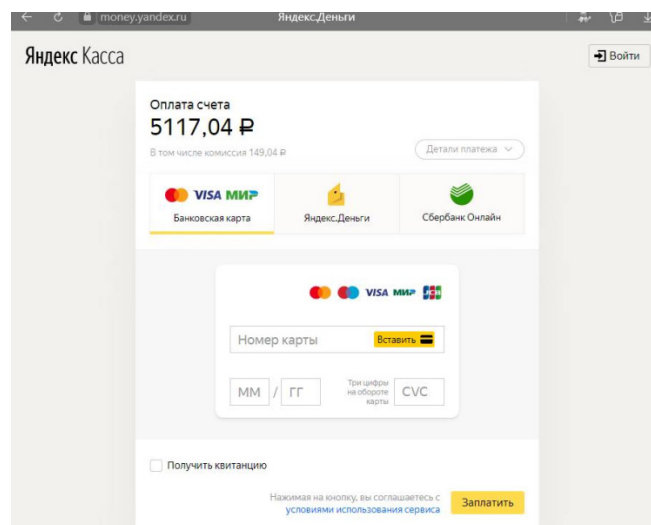 money.yandex.ru Яндекс.Деньги
Яндекс Касса
Войти
Оплата счета
5117,04 ₽
В том числе комиссия 149,04 ₽
Детали платежа
VISA МИР
Банковская карта
Яндекс.Деньги
Сбербанк Онлайн
VISA МИР JCB
Номер карты
Вставить
ММ / ГГ
Три цифры
на обороте
карты
CVC
Получить квитанцию
Нажимая на кнопку, вы соглашаетесь с
условиями использования сервиса
Заплатить